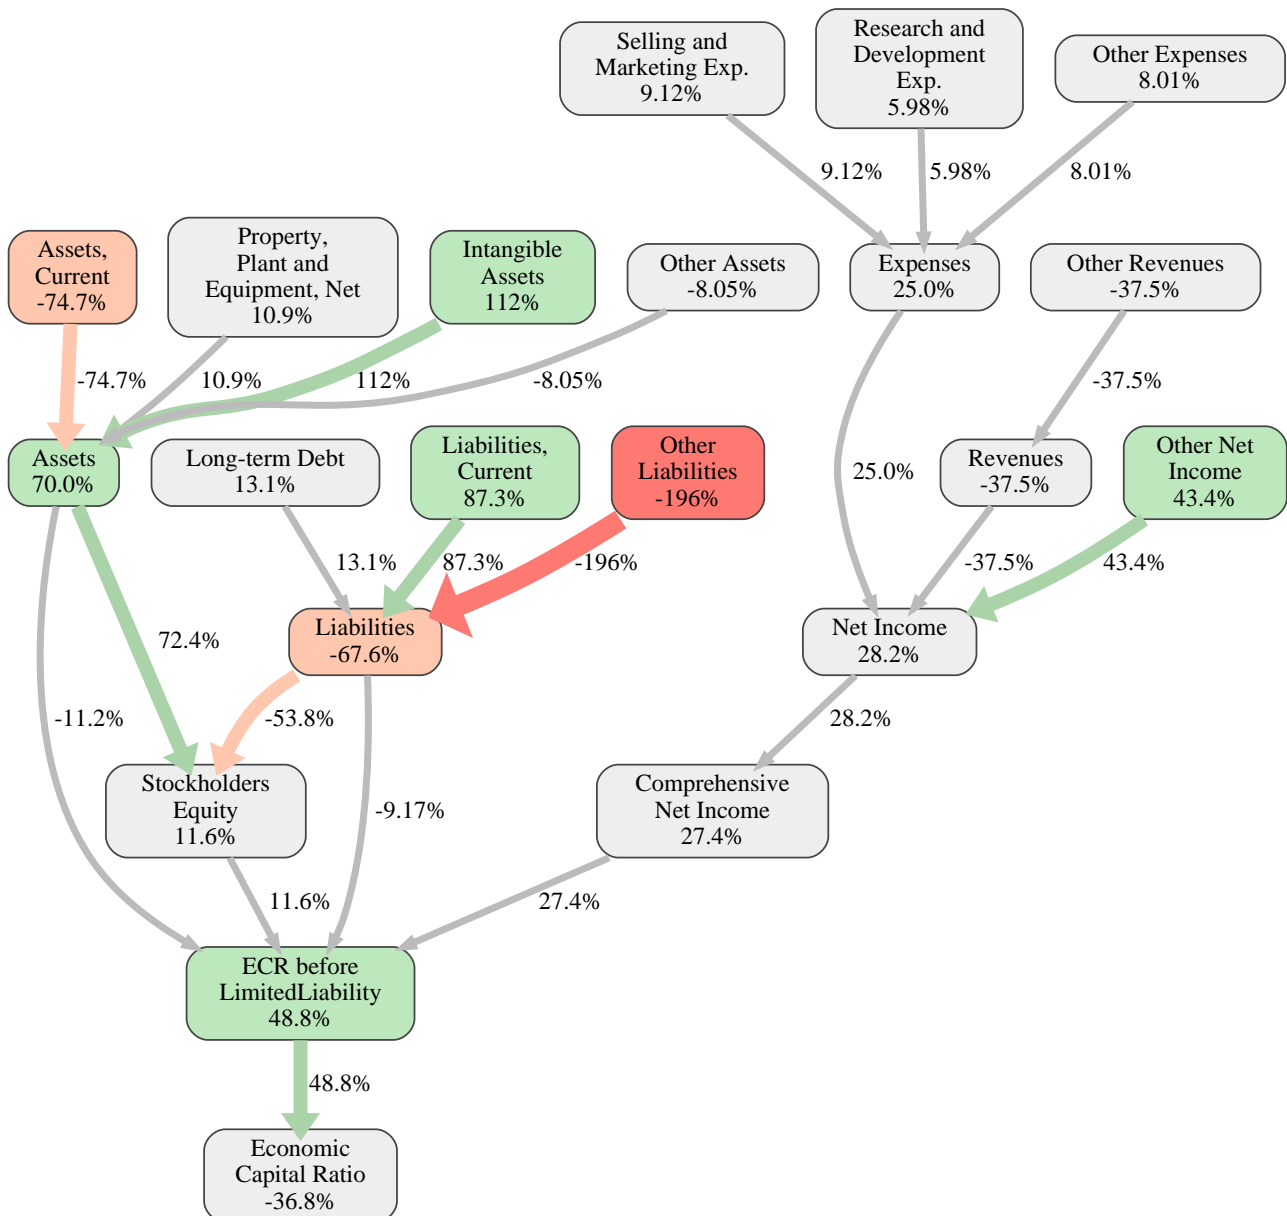 Selling and
Marketing Exp.
9.12%
Research and
Development
Exp.
5.98%
Other Expenses
8.01%
9.12%
5.98%
8.01%
Assets,
Current
-74.7%
Property,
Plant and
Equipment, Net
10.9%
Intangible
Assets
112%
Other Assets
-8.05%
Expenses
25.0%
Other Revenues
-37.5%
-74.7%
10.9%
112%
-8.05%
-37.5%
Assets
70.0%
Long-term Debt
13.1%
Liabilities,
Current
87.3%
Other
Liabilities
-196%
25.0%
Revenues
-37.5%
Other Net
Income
43.4%
13.1%
87.3%
-196%
-37.5%
43.4%
72.4%
Liabilities
-67.6%
Net Income
28.2%
-11.2%
-53.8%
28.2%
Stockholders
Equity
11.6%
-9.17%
Comprehensive
Net Income
27.4%
11.6%
27.4%
ECR before
LimitedLiability
48.8%
48.8%
Economic
Capital Ratio
-36.8%